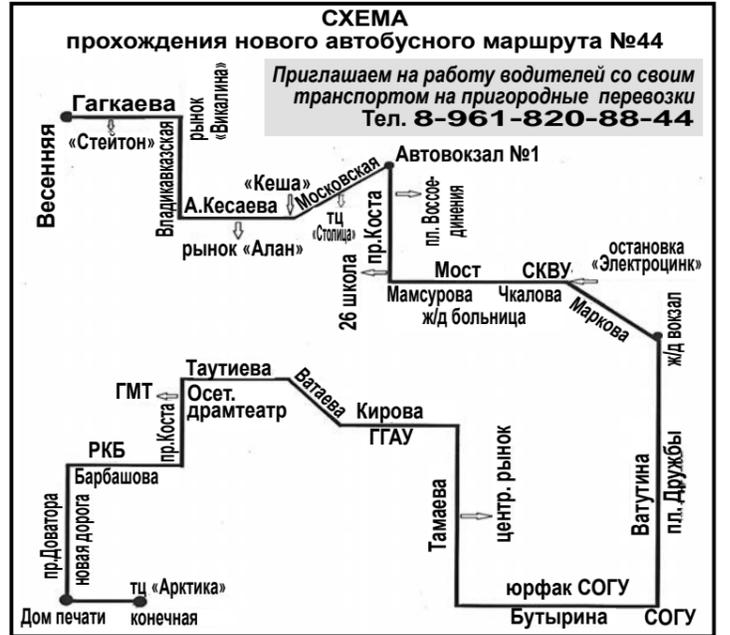 СХЕМА
прохождения нового автобусного маршрута №44
Приглашаем на работу водителей со своим
транспортом на пригородные перевозки
Тел. 8-961-820-88-44
Весенняя
Гагкаева
«Стейтон»
Владикавказская
рынок
«Викалина»
А.Кесаева
рынок «Алан»
«Кеша»
Московская
тц
«Столица»
Автовокзал №1
пр.Коста
пл. Воссое-
динения
26 школа
Мост
Мамсурова
ж/д больница
СКВУ
Чкалова
остановка
«Электроцинк»
Маркова
ж/д вокзал
Ватутина
пл. Дружбы
СОГУ
юрфак СОГУ
Бутырина
Тамаева
центр. рынок
Кирова
ГГАУ
Ватаева
Таутиева
Осет.
драмтеатр
ГМТ
пр.Коста
РКБ
Барбашова
пр.Доватора
новая дорога
Дом печати
тц «Арктика»
конечная